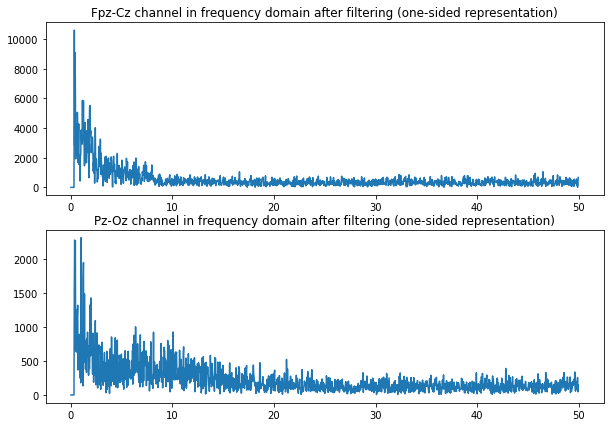 Fpz-Cz channel in frequency domain after filtering (one-sided representation)
10000
8000
6000
4000
2000
0
0 10 20 30 40 50
Pz-Oz channel in frequency domain after filtering (one-sided representation)
2000
1500
1000
500
0
0 10 20 30 40 50